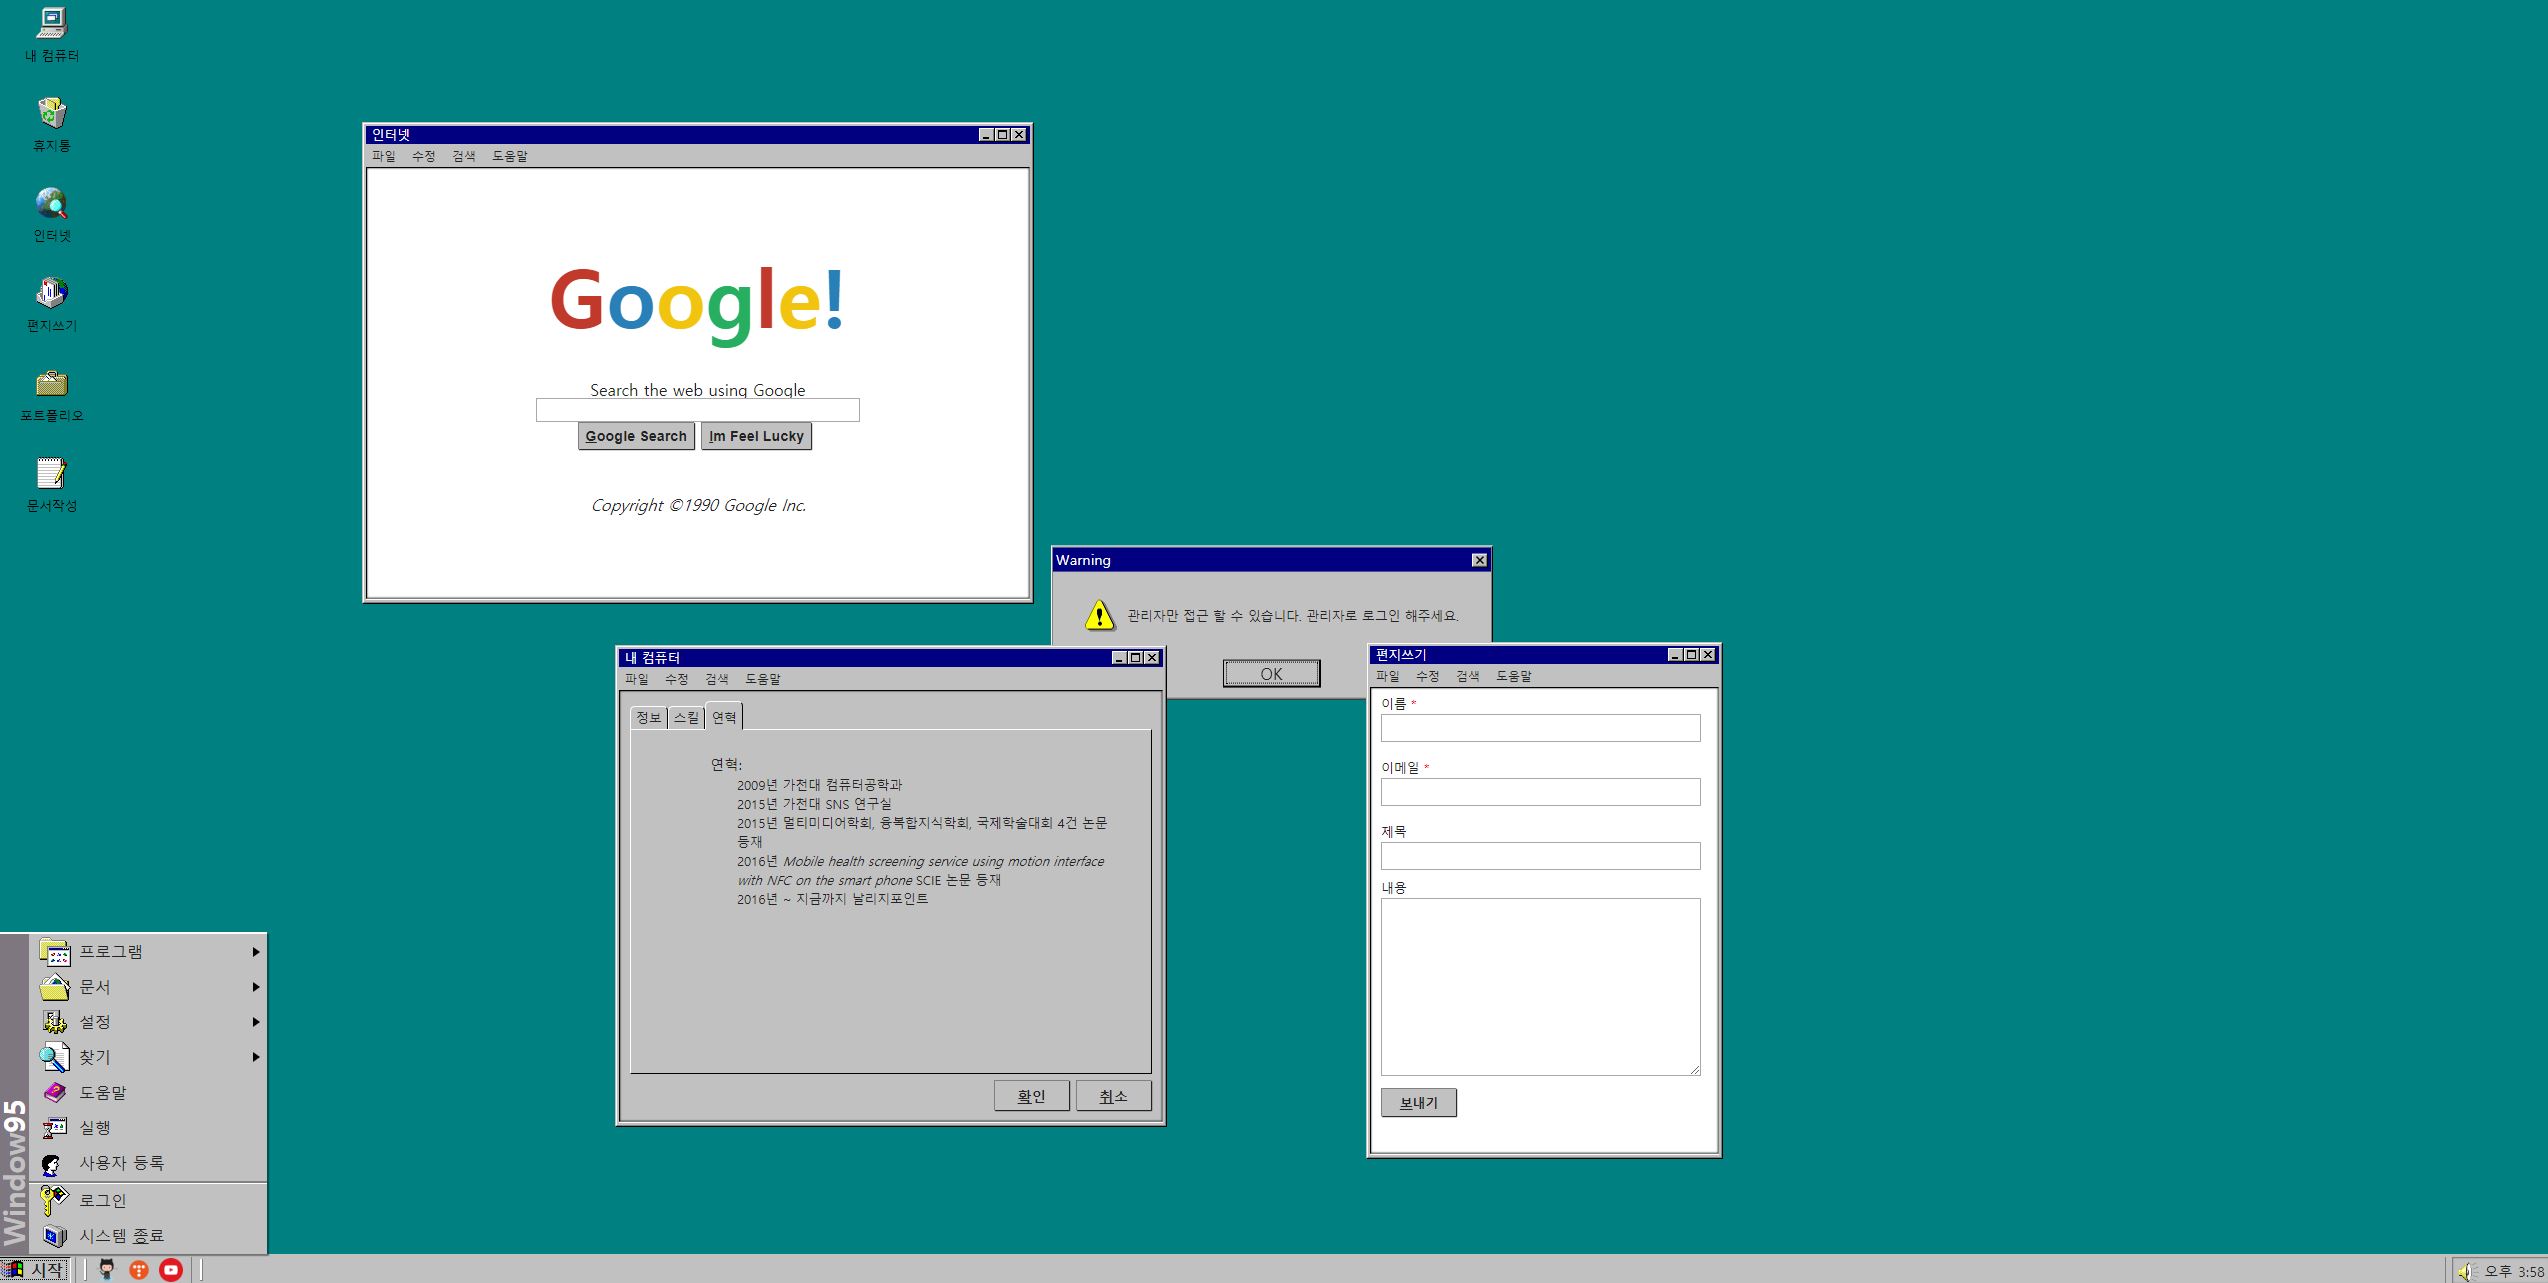 내 컴퓨터
휴지통
인터넷
편지쓰기
포트폴리오
문서작성
인터넷
파일 수정 검색 도움말
Google!
Search the web using Google
Google Search Im Feel Lucky
Copyright ©1990 Google Inc.
Warning
관리자만 접근 할 수 있습니다. 관리자로 로그인 해주세요.
OK
내 컴퓨터
파일 수정 검색 도움말
정보 스킬 연혁
연혁:
2009년 가천대 컴퓨터공학과
2015년 가천대 SNS 연구실
2015년 멀티미디어학회, 융복합지식학회, 국제학술대회 4건 논문
등재
2016년 Mobile health screening service using motion interface
with NFC on the smart phone SCIE 논문 등재
2016년 ~ 지금까지 날리지포인트
확인 취소
편지쓰기
파일 수정 검색 도움말
이름 *
이메일 *
제목
내용
보내기
프로그램
문서
설정
찾기
도움말
실행
사용자 등록
로그인
시스템 종료
Window95
시작
오후 3:58